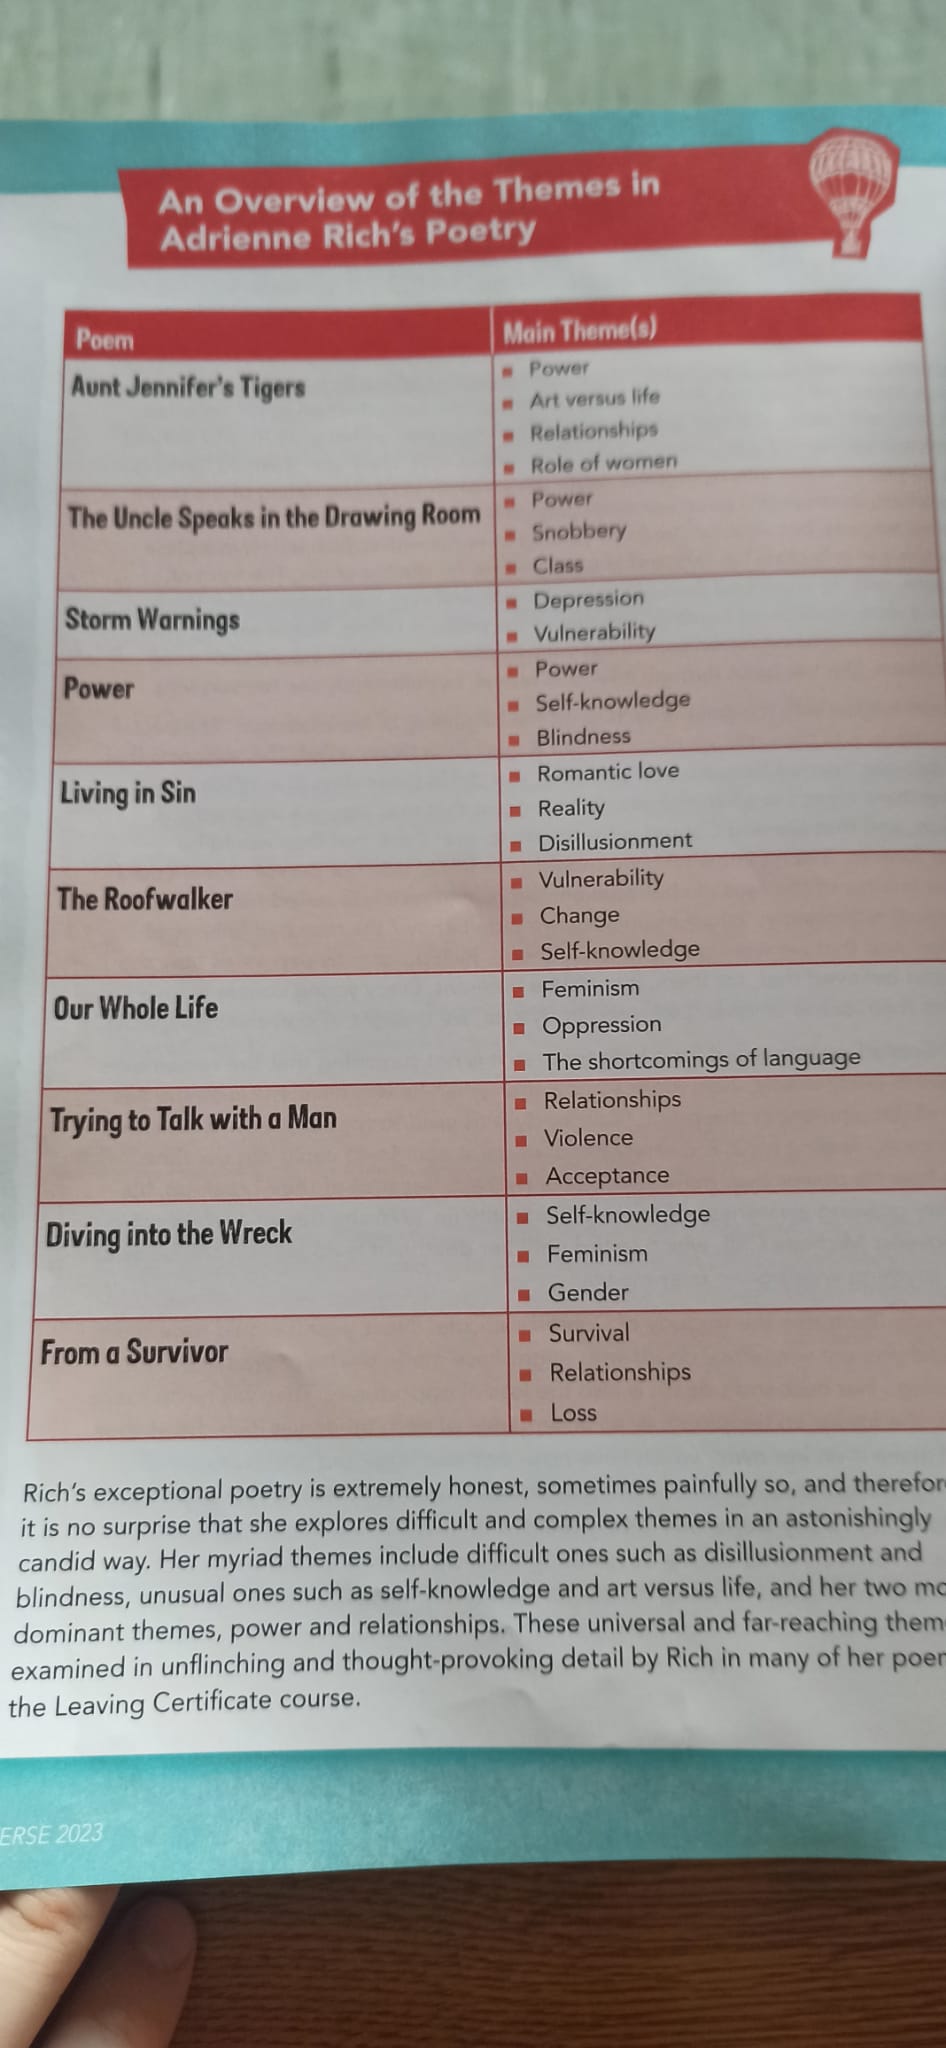 An Overview of the Themes in
Adrienne Rich's Poetry
Poem
Main Theme(s)
Aunt Jennifer's Tigers
Power
Art versus life
Relationships
Role of women
The Uncle Speaks in the Drawing Room
Power
Snobbery
Class
Storm Warnings
Depression
Vulnerability
Power
Power
Self-knowledge
Blindness
Living in Sin
Romantic love
Reality
Disillusionment
The Roofwalker
Vulnerability
Change
Self-knowledge
Our Whole Life
Feminism
Oppression
The shortcomings of language
Trying to Talk with a Man
Relationships
Violence
Acceptance
Diving into the Wreck
Self-knowledge
Feminism
Gender
From a Survivor
Survival
Relationships
Loss
Rich's exceptional poetry is extremely honest, sometimes painfully so, and
it is no surprise that she explores difficult and complex themes in an astonishingly
candid way. Her myriad themes include difficult ones such as disillusionment and
blindness, unusual ones such as self-knowledge and art versus life, and her two
dominant themes, power and relationships. These universal and far-reaching
examined in unflinching and thought-provoking detail by Rich in many of her
the Leaving Certificate course.
ERSE 2023